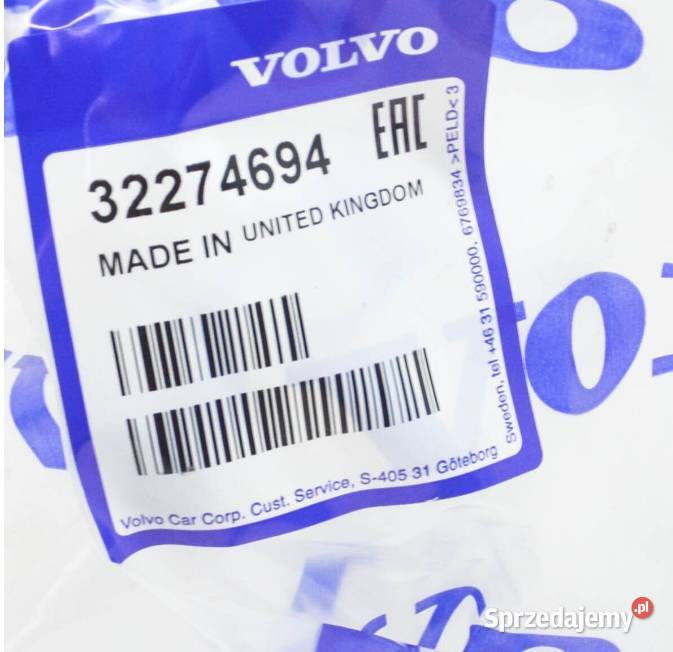 VOLVO
32274694 EAC
MADE IN UNITED KINGDOM
Volvo Car Corp. Cust. Service, S-405 31 Göteborg
Sweden, tel +46 31 590000. 6769834 >PELD< 3
VO
Sprzedajemy.pl